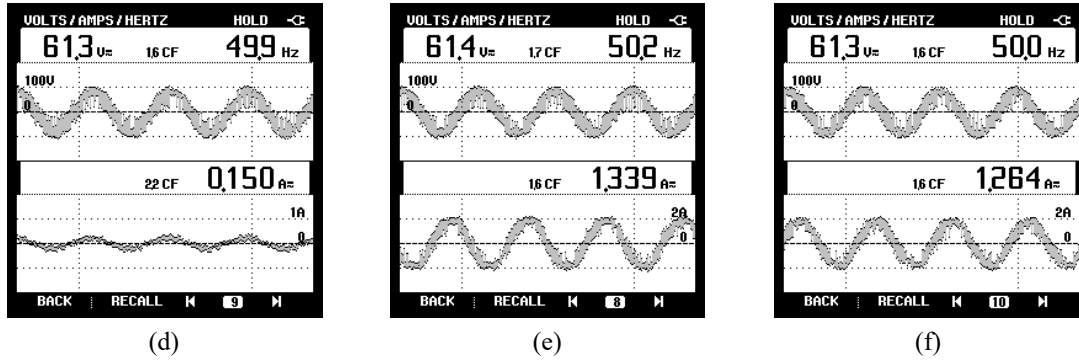 VOLTS/AMPS/HERTZ HOLD
61.3 V≂ 1.6 CF 49.9 Hz
100V
0
2.2 CF 0.150 A≂
1A
0
BACK RECALL 9
(d)
VOLTS/AMPS/HERTZ HOLD
61.4 V≂ 1.7 CF 50.2 Hz
100V
0
1.6 CF 1.339 A≂
2A
0
BACK RECALL 8
(e)
VOLTS/AMPS/HERTZ HOLD
61.3 V≂ 1.6 CF 50.0 Hz
100V
0
1.6 CF 1.264 A≂
2A
0
BACK RECALL 10
(f)